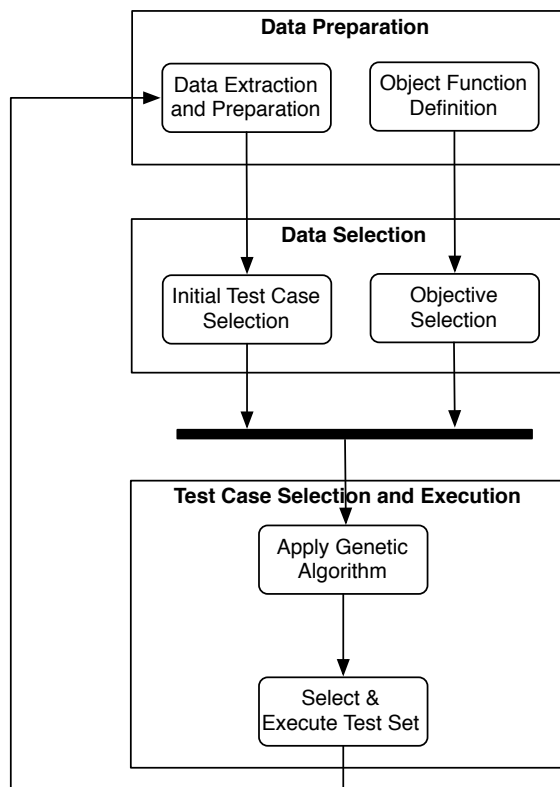 Data Preparation
Data Extraction
and Preparation
Object Function
Definition
Data Selection
Initial Test Case
Selection
Objective
Selection
Test Case Selection and Execution
Apply Genetic
Algorithm
Select &
Execute Test Set